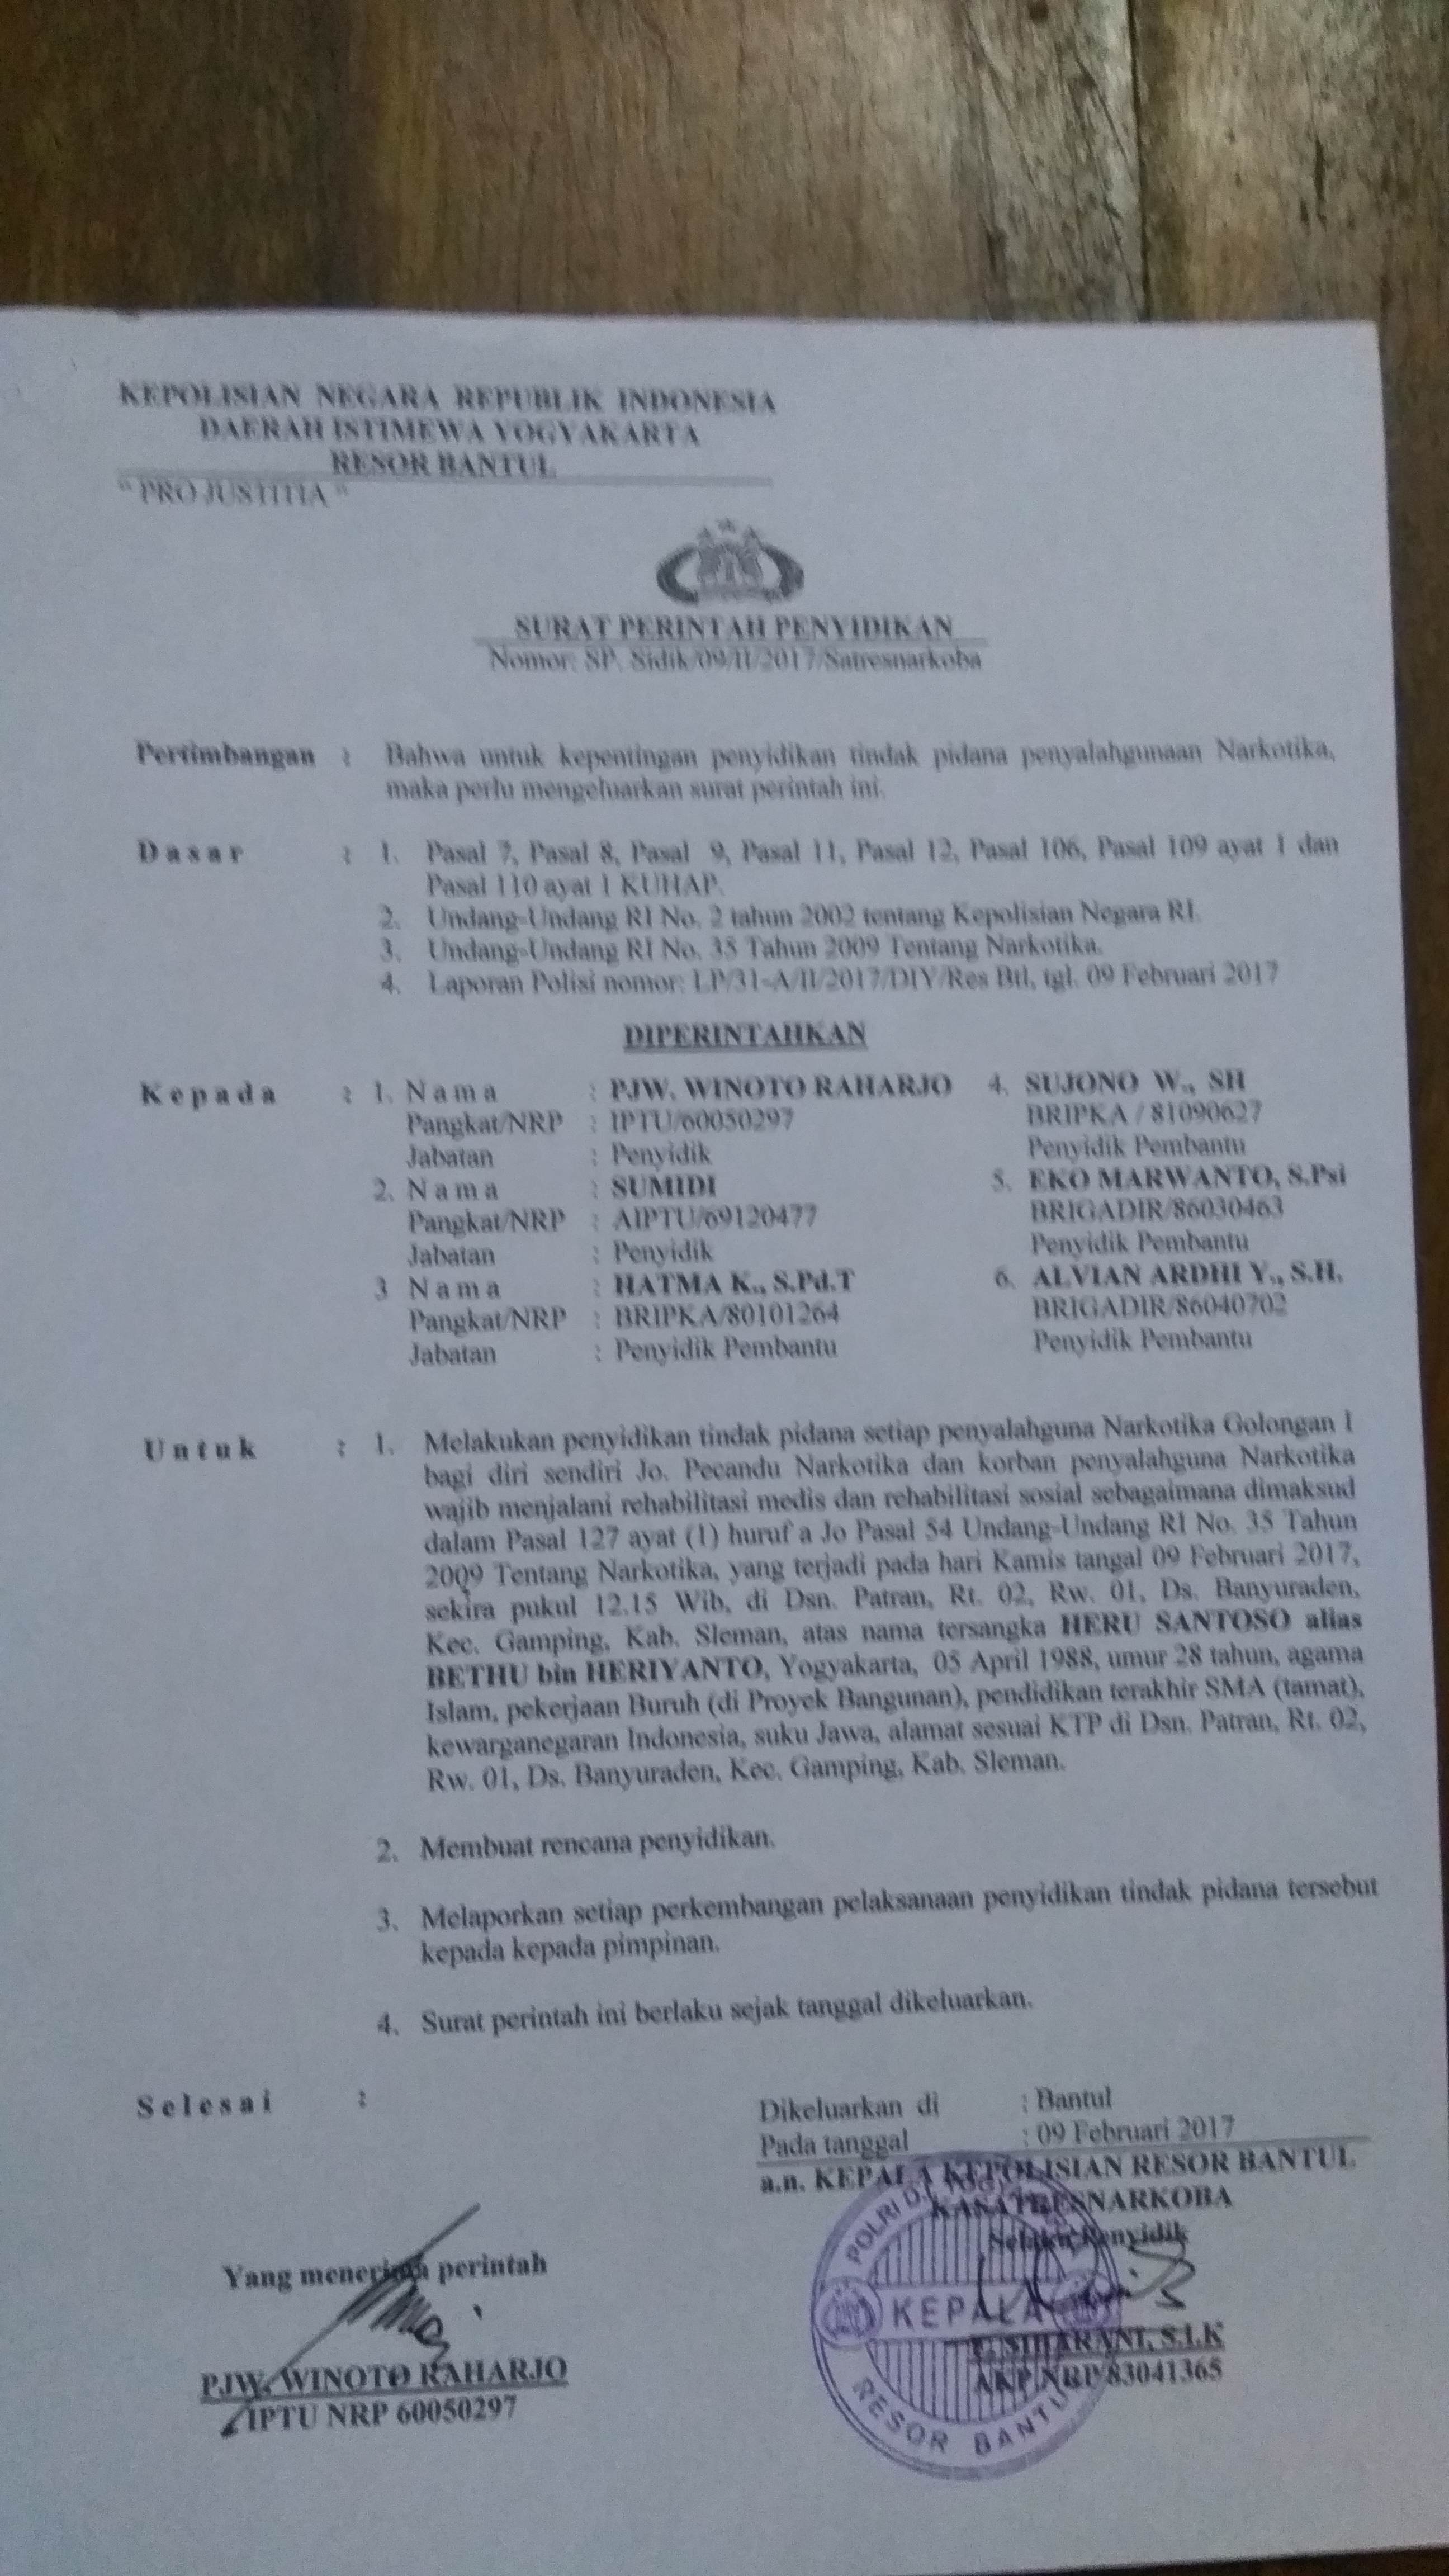 KEPOLISIAN NEGARA REPUBLIK INDONESIA
DAERAH ISTIMEWA YOGYAKARTA
RESOR BANTUL
" PRO JUSTITIA "
SURAT PERINTAH PENYIDIKAN
Nomor: SP. Sidik/09/II/2017/Satresnarkoba
Pertimbangan : Bahwa untuk kepentingan penyidikan tindak pidana penyalahgunaan Narkotika,
maka perlu mengeluarkan surat perintah ini.
Dasar : 1. Pasal 7, Pasal 8, Pasal 9, Pasal 11, Pasal 12, Pasal 106, Pasal 109 ayat 1 dan
Pasal 110 ayat 1 KUHAP.
2. Undang-Undang RI No. 2 tahun 2002 tentang Kepolisian Negara RI.
3. Undang-Undang RI No. 35 Tahun 2009 Tentang Narkotika.
4. Laporan Polisi nomor: LP/31-A/II/2017/DIY/Res Btl, tgl. 09 Februari 2017
DIPERINTAHKAN
Kepada : 1. Nama : PJW. WINOTO RAHARJO 4. SUJONO W., SH
Pangkat/NRP : IPTU/60050297 BRIPKA / 81090627
Jabatan : Penyidik Penyidik Pembantu
2. Nama : SUMIDI 5. EKO MARWANTO, S.Psi
Pangkat/NRP : AIPTU/69120477 BRIGADIR/86030463
Jabatan : Penyidik Penyidik Pembantu
3 Nama : HATMA K., S.Pd.T 6. ALVIAN ARDHI Y., S.H.
Pangkat/NRP : BRIPKA/80101264 BRIGADIR/86040702
Jabatan : Penyidik Pembantu Penyidik Pembantu
Untuk : 1. Melakukan penyidikan tindak pidana setiap penyalahguna Narkotika Golongan I
bagi diri sendiri Jo. Pecandu Narkotika dan korban penyalahguna Narkotika
wajib menjalani rehabilitasi medis dan rehabilitasi sosial sebagaimana dimaksud
dalam Pasal 127 ayat (1) huruf a Jo Pasal 54 Undang-Undang RI No. 35 Tahun
2009 Tentang Narkotika, yang terjadi pada hari Kamis tangal 09 Februari 2017,
sekira pukul 12.15 Wib, di Dsn. Patran, Rt. 02, Rw. 01, Ds. Banyuraden,
Kec. Gamping, Kab. Sleman, atas nama tersangka HERU SANTOSO alias
BETHU bin HERIYANTO, Yogyakarta, 05 April 1988, umur 28 tahun, agama
Islam, pekerjaan Buruh (di Proyek Bangunan), pendidikan terakhir SMA (tamat),
kewarganegaran Indonesia, suku Jawa, alamat sesuai KTP di Dsn. Patran, Rt. 02,
Rw. 01, Ds. Banyuraden, Kec. Gamping, Kab. Sleman.
2. Membuat rencana penyidikan.
3. Melaporkan setiap perkembangan pelaksanaan penyidikan tindak pidana tersebut
kepada kepada pimpinan.
4. Surat perintah ini berlaku sejak tanggal dikeluarkan.
Selesai :
Dikeluarkan di : Bantul
Pada tanggal : 09 Februari 2017
a.n. KEPALA KEPOLISIAN RESOR BANTUL
KASATRESNARKOBA
Selaku Penyidik
Yang menerima perintah
POLRI D.I.
KEPALA
RESOR BANTUL
S.I.K
AKP NRP 83041365
PJW. WINOTO RAHARJO
IPTU NRP 60050297